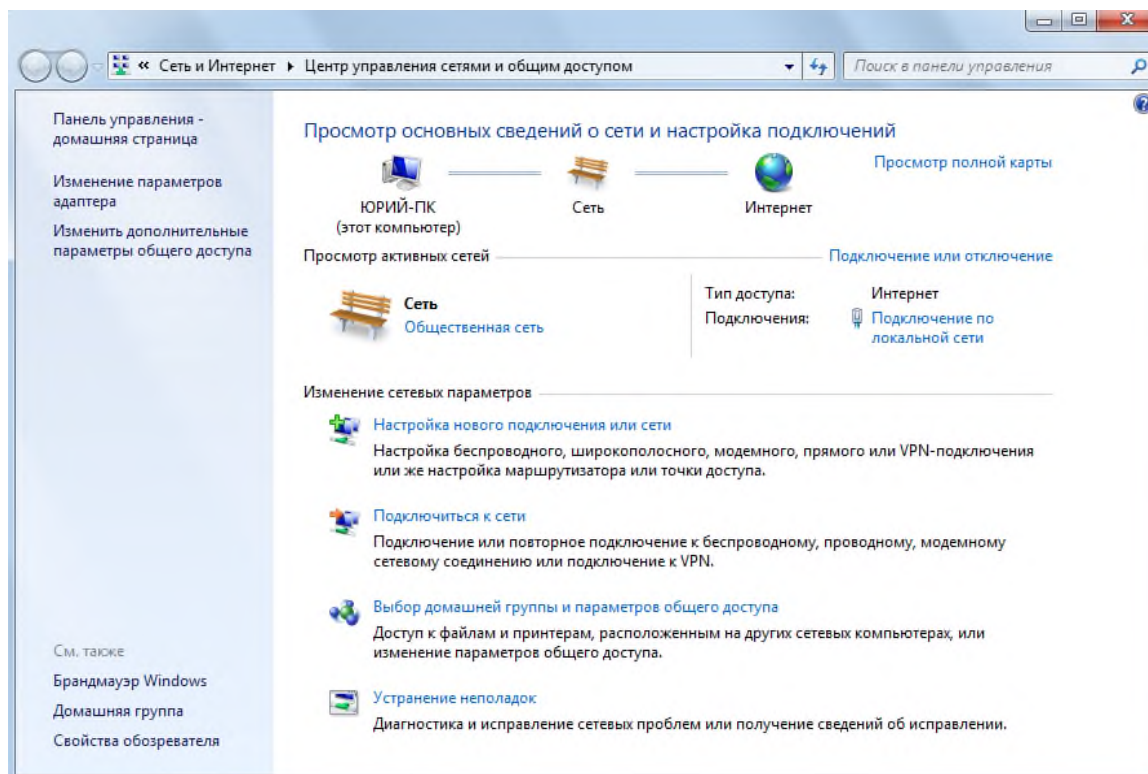 « Сеть и Интернет ▸ Центр управления сетями и общим доступом
Поиск в панели управления
Панель управления -
домашняя страница
Изменение параметров
адаптера
Изменить дополнительные
параметры общего доступа
См. также
Брандмауэр Windows
Домашняя группа
Свойства обозревателя
Просмотр основных сведений о сети и настройка подключений
ЮРИЙ-ПК
(этот компьютер)
Сеть
Интернет
Просмотр полной карты
Просмотр активных сетей
Подключение или отключение
Сеть
Общественная сеть
Тип доступа: Интернет
Подключения: Подключение по
локальной сети
Изменение сетевых параметров
Настройка нового подключения или сети
Настройка беспроводного, широкополосного, модемного, прямого или VPN-подключения
или же настройка маршрутизатора или точки доступа.
Подключиться к сети
Подключение или повторное подключение к беспроводному, проводному, модемному
сетевому соединению или подключение к VPN.
Выбор домашней группы и параметров общего доступа
Доступ к файлам и принтерам, расположенным на других сетевых компьютерах, или
изменение параметров общего доступа.
Устранение неполадок
Диагностика и исправление сетевых проблем или получение сведений об исправлении.